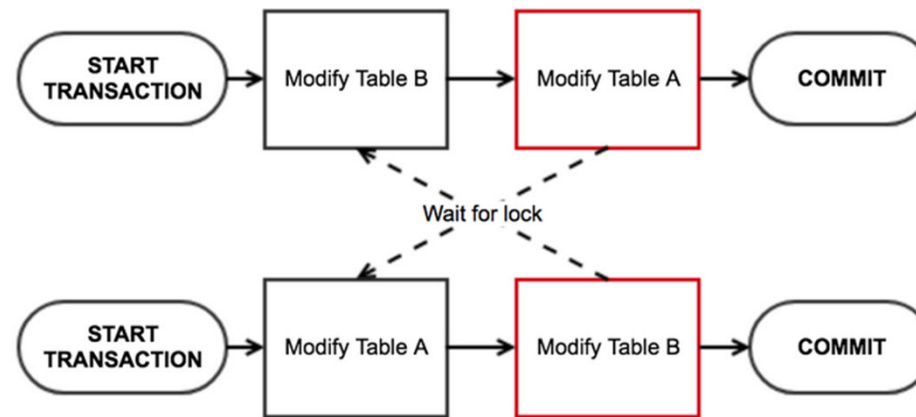 START
TRANSACTION
Modify Table B
Modify Table A
COMMIT
Wait for lock
START
TRANSACTION
Modify Table A
Modify Table B
COMMIT